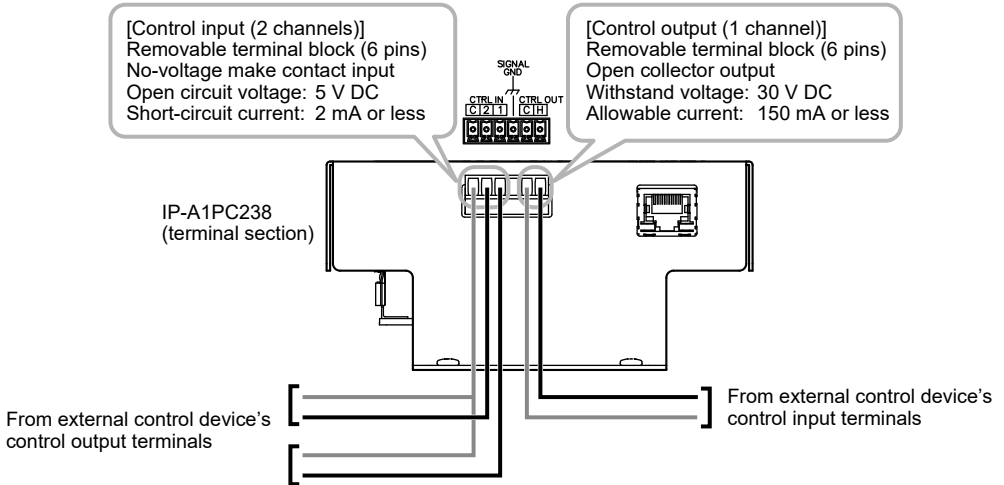 [Control input (2 channels)]
Removable terminal block (6 pins)
No-voltage make contact input
Open circuit voltage: 5 V DC
Short-circuit current: 2 mA or less
[Control output (1 channel)]
Removable terminal block (6 pins)
Open collector output
Withstand voltage: 30 V DC
Allowable current: 150 mA or less
SIGNAL
GND
CTRL IN CTRL OUT
C 2 1 C H
IP-A1PC238
(terminal section)
From external control device's
control output terminals
From external control device's
control input terminals